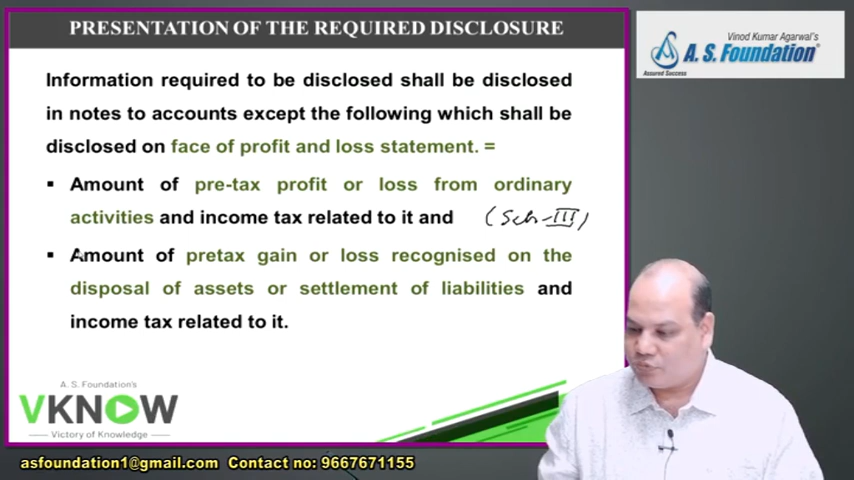 PRESENTATION OF THE REQUIRED DISCLOSURE
Vinod Kumar Agarwal's
A. S. Foundation®
Assured Success
Information required to be disclosed shall be disclosed
in notes to accounts except the following which shall be
disclosed on face of profit and loss statement. =
▪ Amount of pre-tax profit or loss from ordinary
activities and income tax related to it and (Sch-III)
▪ Amount of pretax gain or loss recognised on the
disposal of assets or settlement of liabilities and
income tax related to it.
A. S. Foundation's
VKNOW
Victory of Knowledge
asfoundation1@gmail.com Contact no: 9667671155